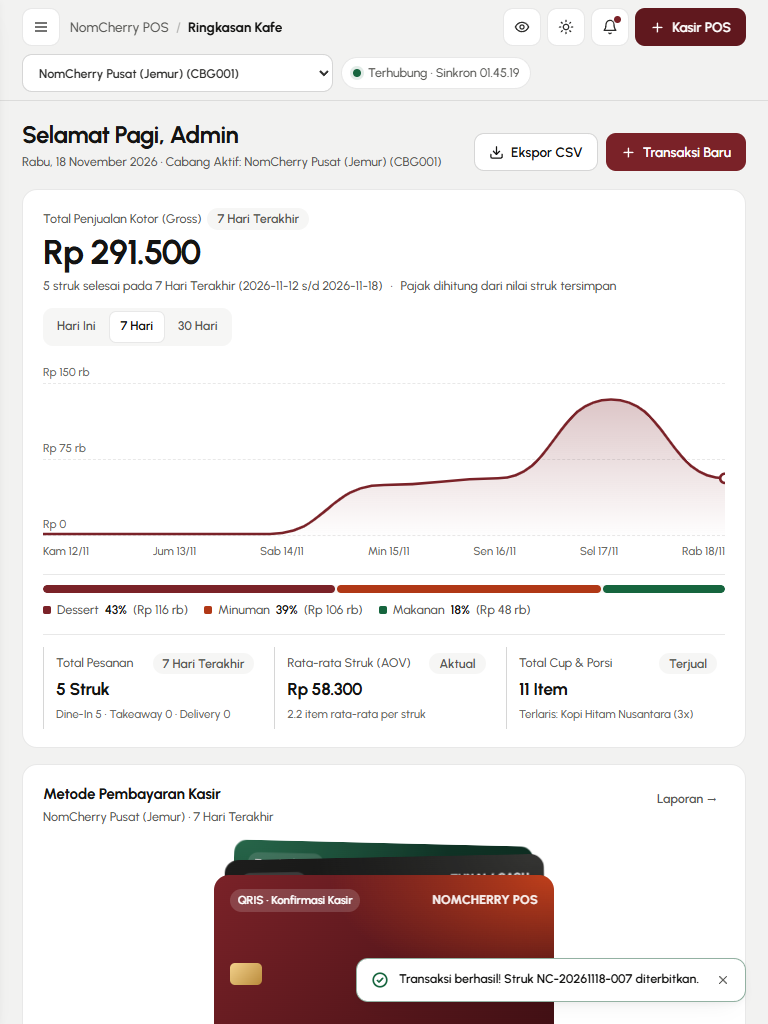 NomCherry POS / Ringkasan Kafe
Kasir POS
NomCherry Pusat (Jemur) (CBG001)
Terhubung · Sinkron 01.45.19
Selamat Pagi, Admin
Rabu, 18 November 2026 · Cabang Aktif: NomCherry Pusat (Jemur) (CBG001)
Ekspor CSV
Transaksi Baru
Total Penjualan Kotor (Gross) 7 Hari Terakhir
Rp 291.500
5 struk selesai pada 7 Hari Terakhir (2026-11-12 s/d 2026-11-18) · Pajak dihitung dari nilai struk tersimpan
Hari Ini 7 Hari 30 Hari
Rp 150 rb
Rp 75 rb
Rp 0
Kam 12/11 Jum 13/11 Sab 14/11 Min 15/11 Sen 16/11 Sel 17/11 Rab 18/11
Dessert 43% (Rp 116 rb) Minuman 39% (Rp 106 rb) Makanan 18% (Rp 48 rb)
Total Pesanan 7 Hari Terakhir
5 Struk
Dine-In 5 · Takeaway 0 · Delivery 0
Rata-rata Struk (AOV) Aktual
Rp 58.300
2.2 item rata-rata per struk
Total Cup & Porsi Terjual
11 Item
Terlaris: Kopi Hitam Nusantara (3x)
Metode Pembayaran Kasir
NomCherry Pusat (Jemur) · 7 Hari Terakhir
Laporan →
QRIS · Konfirmasi Kasir
NOMCHERRY POS
Transaksi berhasil! Struk NC-20261118-007 diterbitkan.